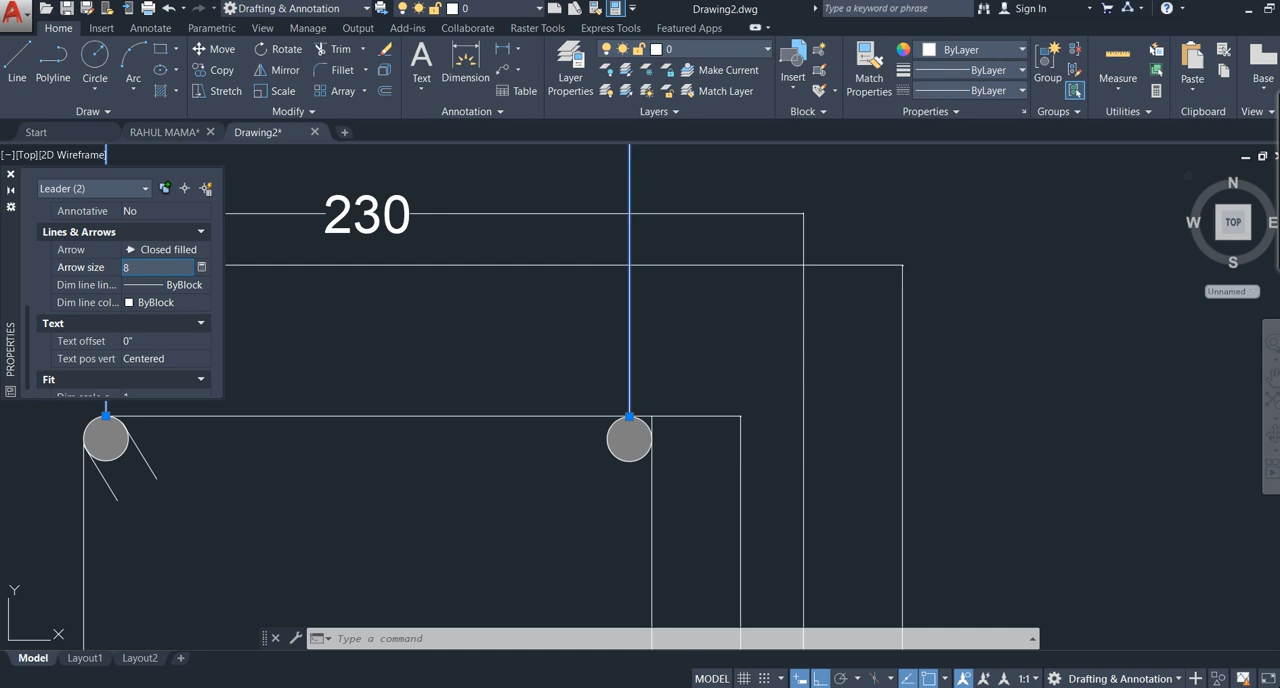 A Drafting & Annotation 0 Drawing2.dwg Type a keyword or phrase Sign In
Home Insert Annotate Parametric View Manage Output Add-ins Collaborate Express Tools Featured Apps
Line Polyline Circle Arc Move Rotate Trim Text Dimension Layer Properties 0 Insert Match Properties ByLayer Group Measure Paste Base
Copy Mirror Fillet Make Current ByLayer
Stretch Scale Array Table Match Layer ByLayer
Draw Modify Annotation Layers Block Properties Groups Utilities Clipboard View
Start RAHUL MAMA* Drawing2*
[−][Top][2D Wireframe]
Leader (2)
Annotative No
Lines & Arrows
Arrow Closed filled
Arrow size 8
Dim line lin... ByBlock
Dim line col... ByBlock
Text
Text offset 0"
Text pos vert Centered
Fit
PROPERTIES
230
N
W TOP E
S
Unnamed
Y
X
Type a command
Model Layout1 Layout2
MODEL 1:1 Drafting & Annotation